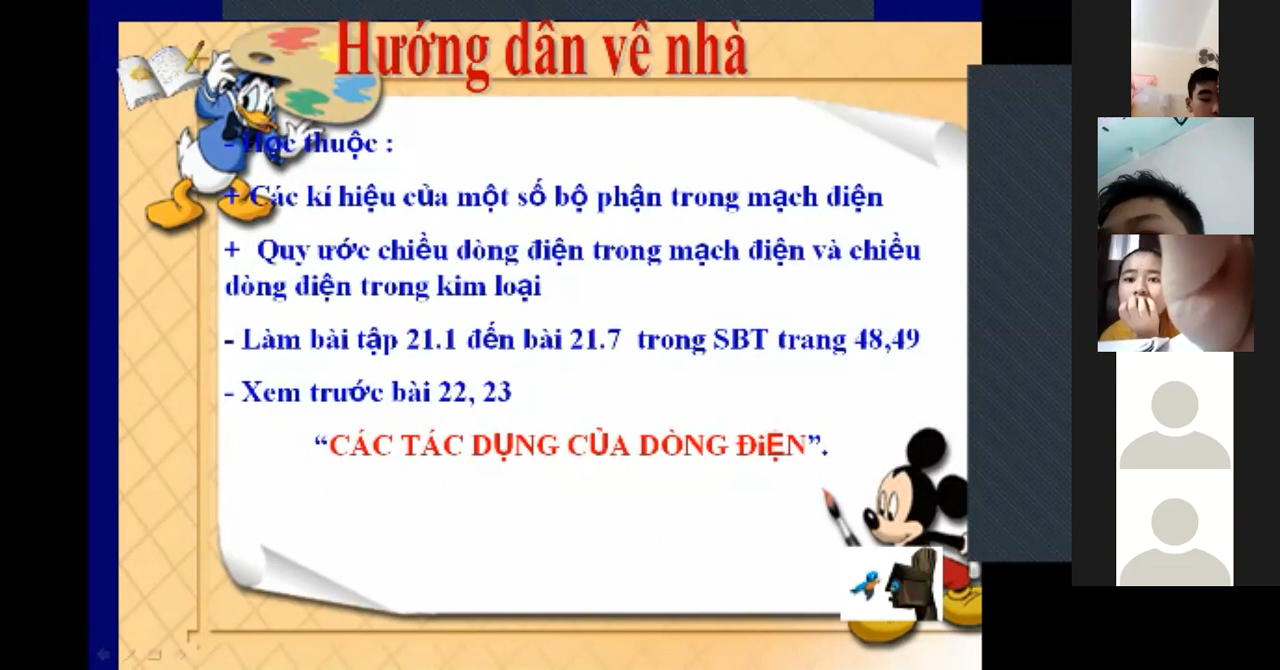 Hướng dẫn về nhà
- Học thuộc :
+ Các kí hiệu của một số bộ phận trong mạch điện
+ Quy ước chiều dòng điện trong mạch điện và chiều
dòng điện trong kim loại
- Làm bài tập 21.1 đến bài 21.7 trong SBT trang 48,49
- Xem trước bài 22, 23
“CÁC TÁC DỤNG CỦA DÒNG ĐiỆN”.